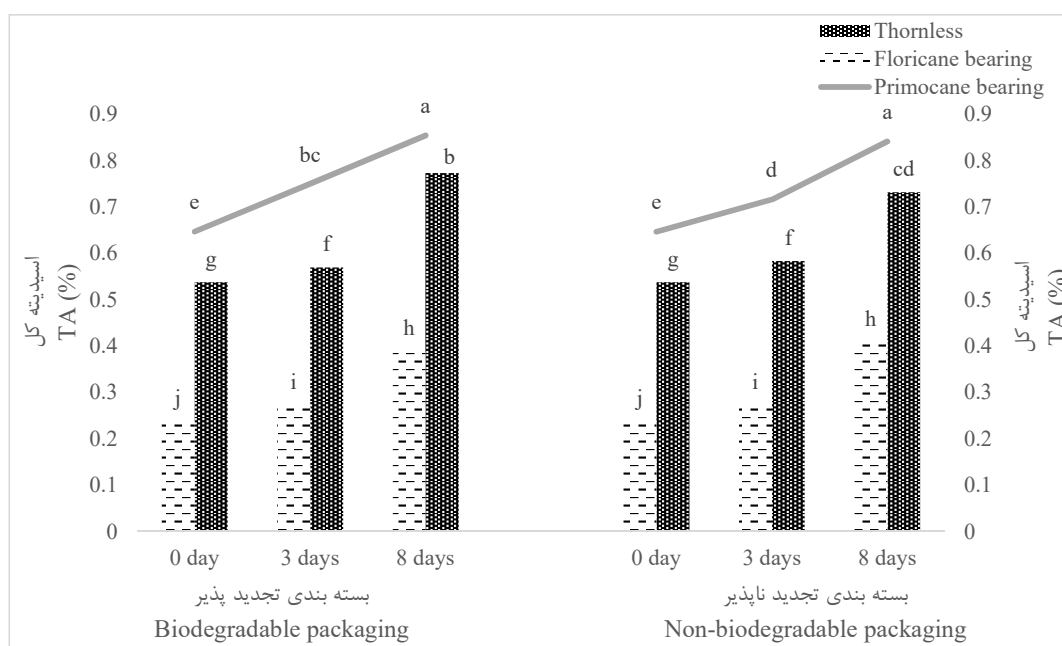 Thornless
Floricane bearing
Primocane bearing
0.9
0.8
0.7
0.6
0.5
0.4
0.3
0.2
0.1
0
اسیدیته کل
TA (%)
e
bc
a
g
f
b
j
i
h
0 day
3 days
8 days
بسته بندی تجدید پذیر
Biodegradable packaging
e
d
a
g
f
cd
j
i
h
0 day
3 days
8 days
بسته بندی تجدید ناپذیر
Non-biodegradable packaging
0.9
0.8
0.7
0.6
0.5
0.4
0.3
0.2
0.1
0
اسیدیته کل
TA (%)